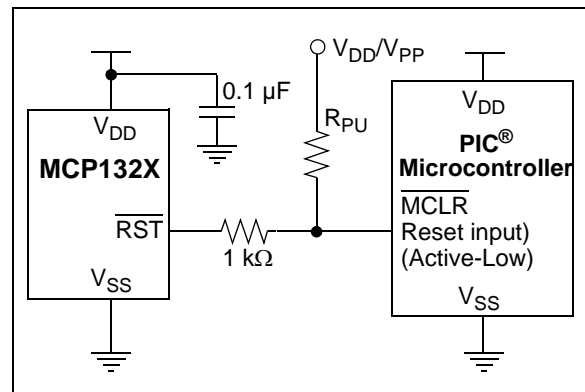 V_DD/V_PP
0.1 µF
V_DD
MCP132X
R_PU
V_DD
PIC®
Microcontroller
RST
1 kΩ
MCLR
Reset input)
(Active-Low)
V_SS
V_SS